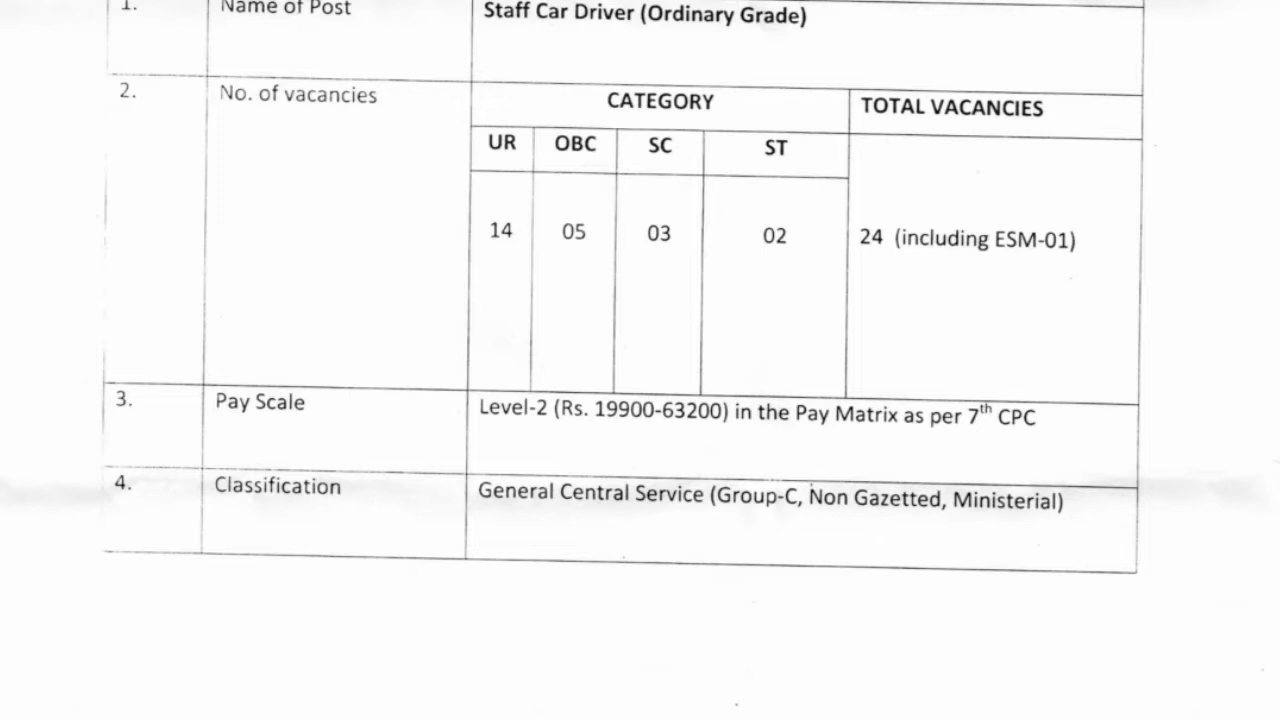 1. Name of Post Staff Car Driver (Ordinary Grade)
2. No. of vacancies CATEGORY TOTAL VACANCIES
UR OBC SC ST
14 05 03 02 24 (including ESM-01)
3. Pay Scale Level-2 (Rs. 19900-63200) in the Pay Matrix as per 7th CPC
4. Classification General Central Service (Group-C, Non Gazetted, Ministerial)